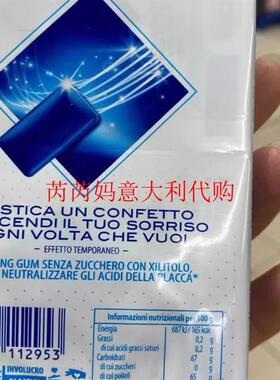 芮芮妈意大利代购
STICA UN CONFETTO
CENDI IL TUO SORRISO
GNI VOLTA CHE VUOI
- EFFETTO TEMPORANEO -
NG GUM SENZA ZUCCHERO CON XILITOLO,
NEUTRALIZZARE GLI ACIDI DELLA PLACCA*
112953
INVOLUCRO
Informazioni nutrizionali per 100 g
Energia 687 kJ/165 kcal
Grassi 0,2 g
di cui acidi grassi saturi 0,2 g
Carboidrati 67 g
di cui zuccheri 0 g
di cui polioli 65 g